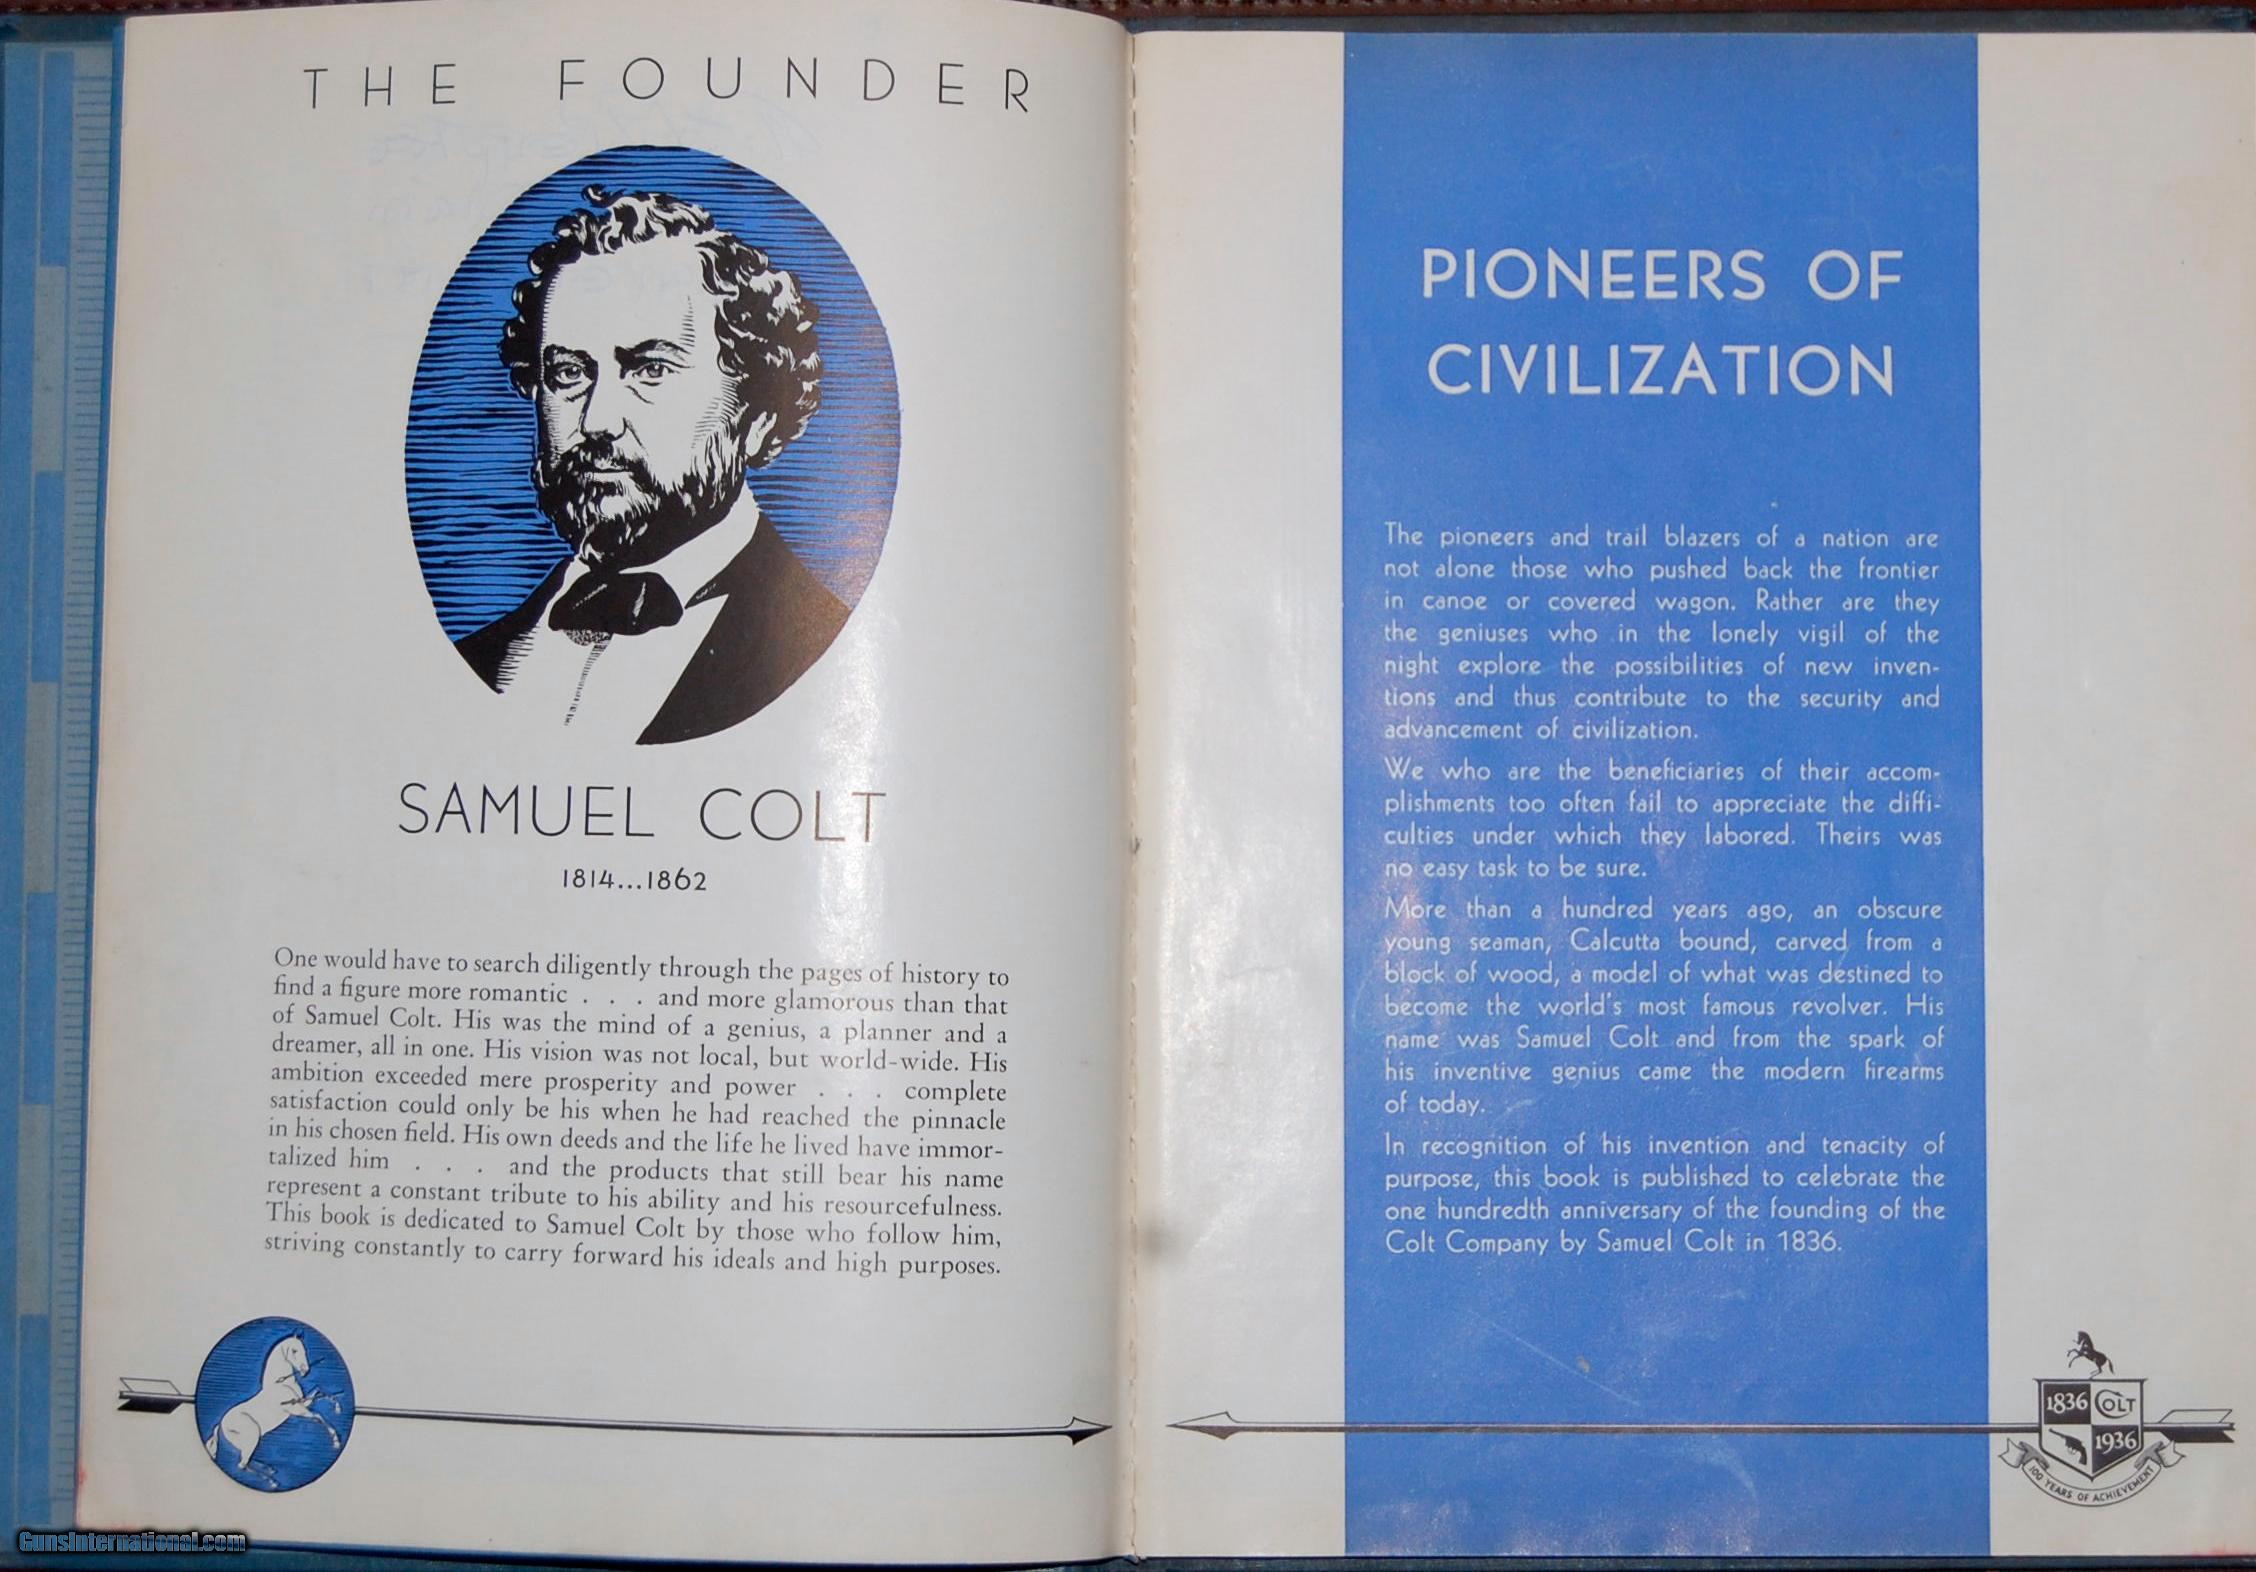 THE FOUNDER
SAMUEL COLT
1814...1862
One would have to search diligently through the pages of history to
find a figure more romantic . . . and more glamorous than that
of Samuel Colt. His was the mind of a genius, a planner and a
dreamer, all in one. His vision was not local, but world-wide. His
ambition exceeded mere prosperity and power . . . complete
satisfaction could only be his when he had reached the pinnacle
in his chosen field. His own deeds and the life he lived have immor-
talized him . . . and the products that still bear his name
represent a constant tribute to his ability and his resourcefulness.
This book is dedicated to Samuel Colt by those who follow him,
striving constantly to carry forward his ideals and high purposes.
GunsInternational.com
PIONEERS OF
CIVILIZATION
The pioneers and trail blazers of a nation are
not alone those who pushed back the frontier
in canoe or covered wagon. Rather are they
the geniuses who in the lonely vigil of the
night explore the possibilities of new inven-
tions and thus contribute to the security and
advancement of civilization.
We who are the beneficiaries of their accom-
plishments too often fail to appreciate the diffi-
culties under which they labored. Theirs was
no easy task to be sure.
More than a hundred years ago, an obscure
young seaman, Calcutta bound, carved from a
block of wood, a model of what was destined to
become the world's most famous revolver. His
name was Samuel Colt and from the spark of
his inventive genius came the modern firearms
of today.
In recognition of his invention and tenacity of
purpose, this book is published to celebrate the
one hundredth anniversary of the founding of the
Colt Company by Samuel Colt in 1836.
1836 COLT
1936
100 YEARS OF ACHIEVEMENT